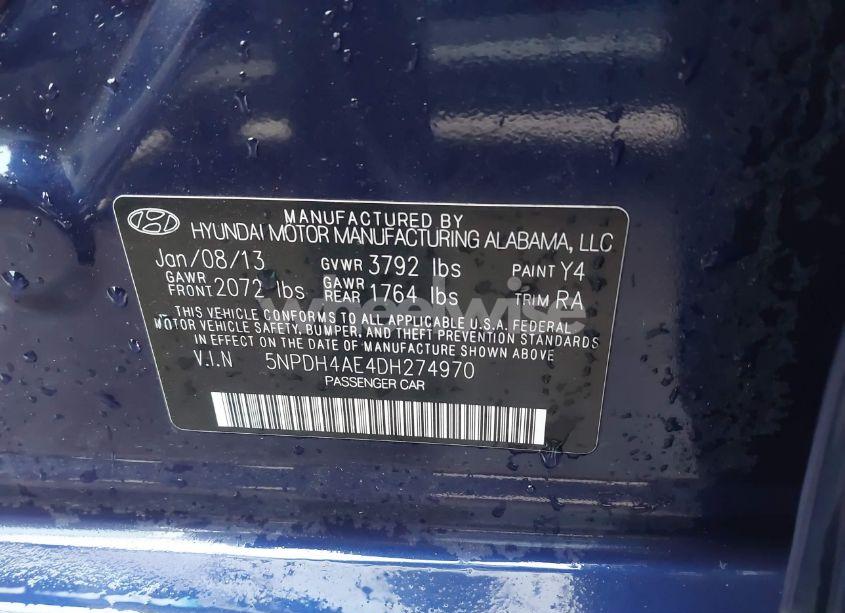 MANUFACTURED BY
HYUNDAI MOTOR MANUFACTURING ALABAMA, LLC
Jan/08/13 GVWR 3792 lbs PAINT Y4
GAWR FRONT 2072 lbs GAWR REAR 1764 lbs TRIM RA
THIS VEHICLE CONFORMS TO ALL APPLICABLE U.S.A. FEDERAL
MOTOR VEHICLE SAFETY, BUMPER, AND THEFT PREVENTION STANDARDS
IN EFFECT ON THE DATE OF MANUFACTURE SHOWN ABOVE
V.I.N 5NPDH4AE4DH274970
PASSENGER CAR
wheelwise